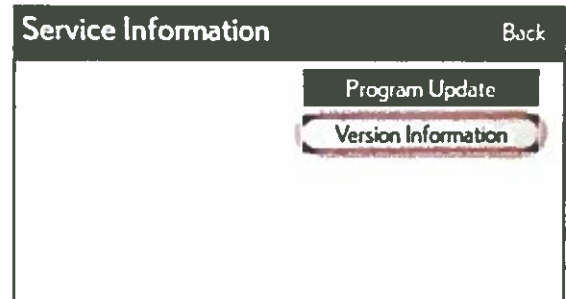 Service Information
Back
Program Update
Version Information